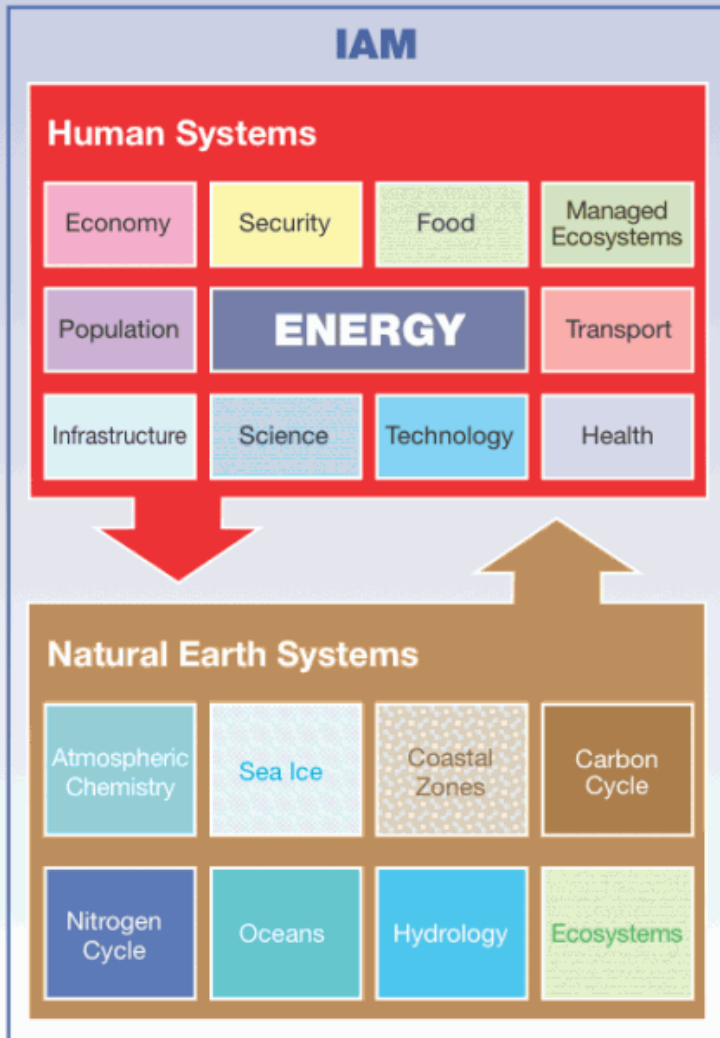 IAM
Human Systems
Economy
Security
Food
Managed
Ecosystems
Population
ENERGY
Transport
Infrastructure
Science
Technology
Health
Natural Earth Systems
Atmospheric
Chemistry
Sea Ice
Coastal
Zones
Carbon
Cycle
Nitrogen
Cycle
Oceans
Hydrology
Ecosystems